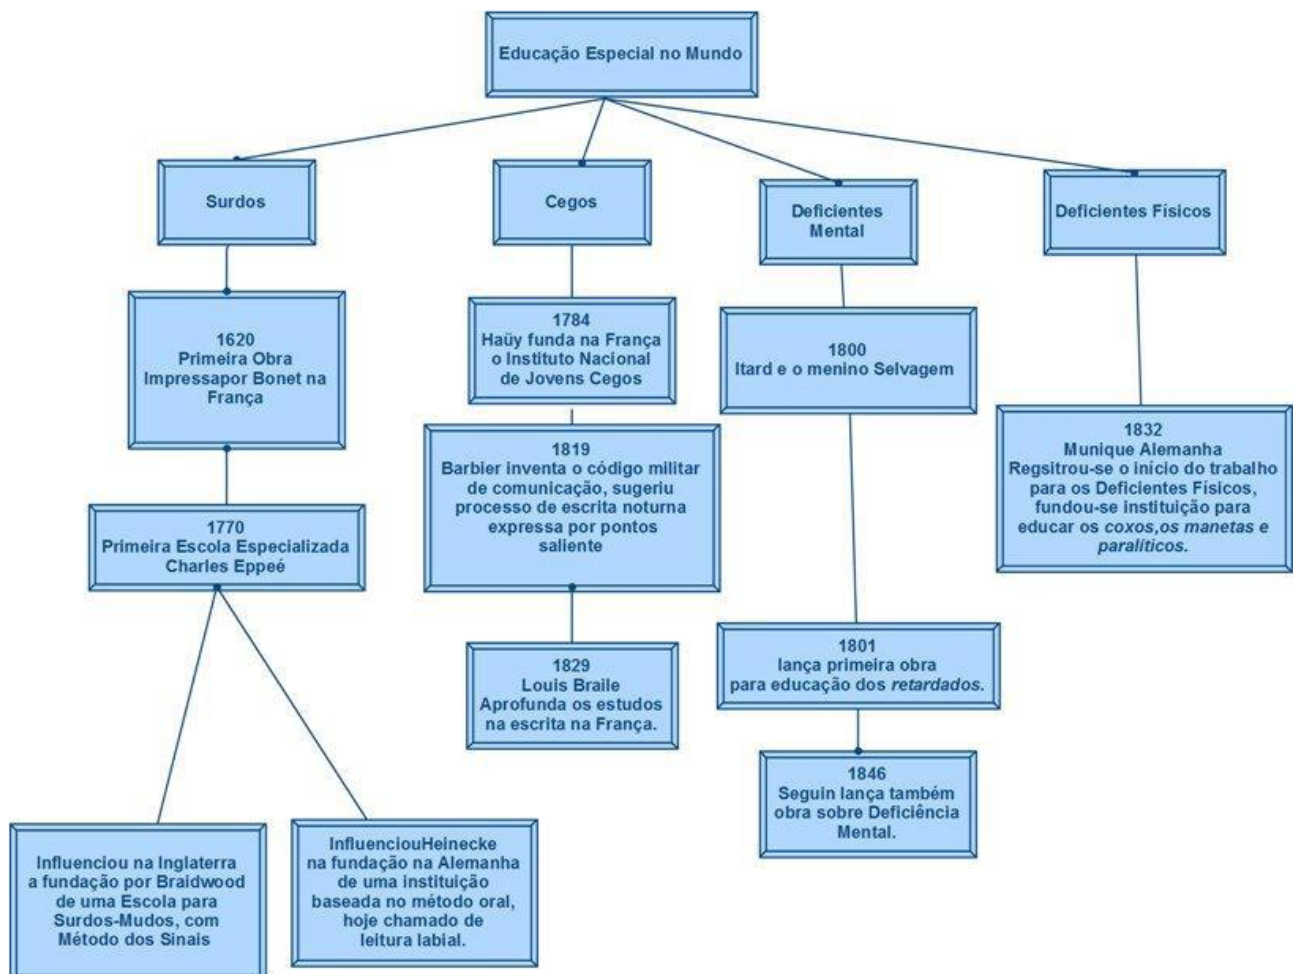 Educação Especial no Mundo
Surdos
Cegos
Deficientes
Mental
Deficientes Físicos
1620
Primeira Obra
Impressapor Bonet na
França
1770
Primeira Escola Especializada
Charles Eppeé
Influenciou na Inglaterra
a fundação por Braidwood
de uma Escola para
Surdos-Mudos, com
Método dos Sinais
InfluenciouHeinecke
na fundação na Alemanha
de uma instituição
baseada no método oral,
hoje chamado de
leitura labial.
1784
Haüy funda na França
o Instituto Nacional
de Jovens Cegos
1819
Barbier inventa o código militar
de comunicação, sugeriu
processo de escrita noturna
expressa por pontos
saliente
1829
Louis Braile
Aprofunda os estudos
na escrita na França.
1800
Itard e o menino Selvagem
1801
lança primeira obra
para educação dos retardados.
1846
Seguin lança também
obra sobre Deficiência
Mental.
1832
Munique Alemanha
Regsitrou-se o início do trabalho
para os Deficientes Físicos,
fundou-se instituição para
educar os coxos,os manetas e
paralíticos.